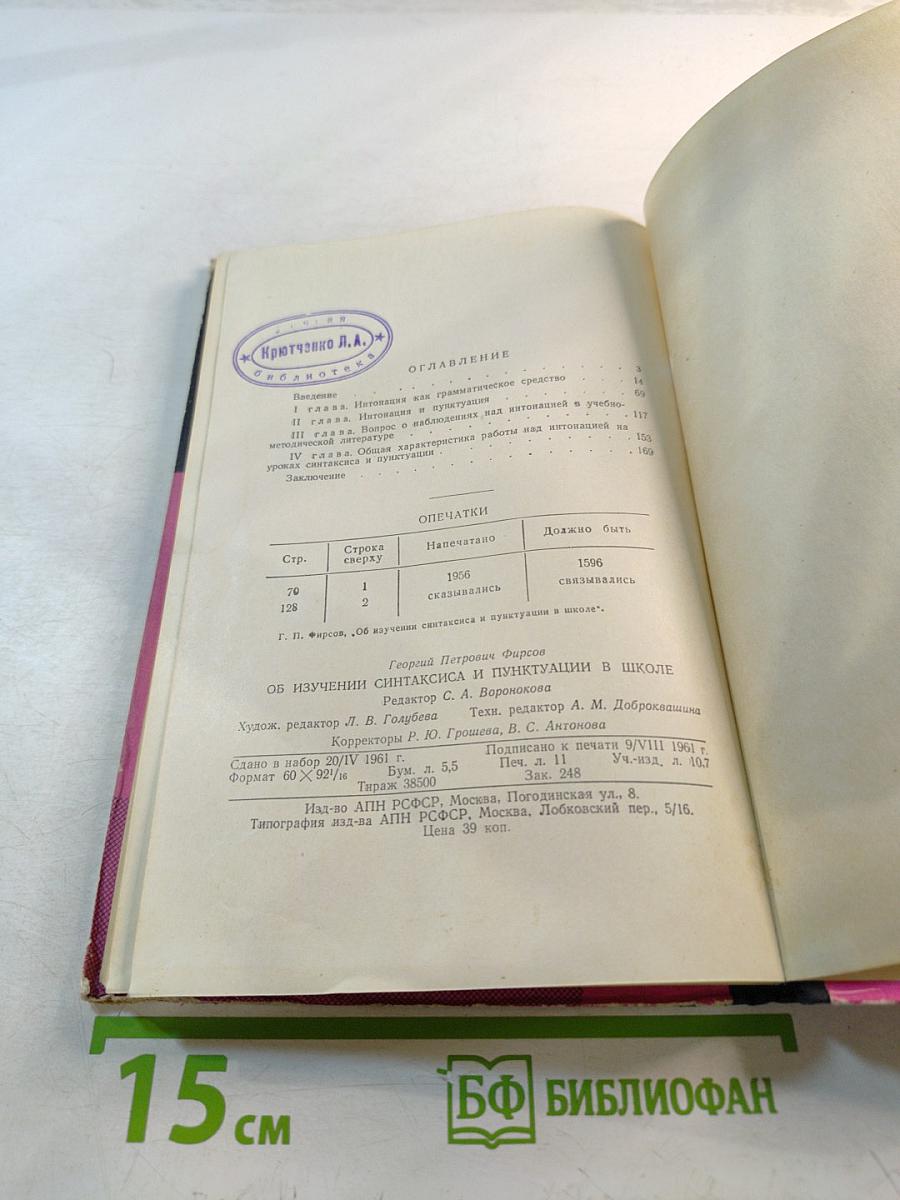 Крютченко Л.А.
библиотека
ОГЛАВЛЕНИЕ
Введение . . . . . . . . . . . . 3
I глава. Интонация как грамматическое средство . . . 14
II глава. Интонация и пунктуация . . . . . . . 69
III глава. Вопрос о наблюдениях над интонацией в учебно-
методической литературе . . . . . . . . . . 117
IV глава. Общая характеристика работы над интонацией на
уроках синтаксиса и пунктуации . . . . . . . . 153
Заключение . . . . . . . . . . . . 169
ОПЕЧАТКИ
Стр. Строка сверху Напечатано Должно быть
70 1 1956 1596
128 2 сказывались связывались
Г. П. Фирсов, „Об изучении синтаксиса и пунктуации в школе“.
Георгий Петрович Фирсов
ОБ ИЗУЧЕНИИ СИНТАКСИСА И ПУНКТУАЦИИ В ШКОЛЕ
Редактор С. А. Воронокова
Худож. редактор Л. В. Голубева Техн. редактор А. М. Доброквашина
Корректоры Р. Ю. Грошева, В. С. Антонова
Сдано в набор 20/IV 1961 г. Подписано к печати 9/VIII 1961 г.
Формат 60×92 1/16 Бум. л. 5,5 Печ. л. 11 Уч.-изд. л. 10,7
Тираж 38500 Зак. 248
Изд-во АПН РСФСР, Москва, Погодинская ул., 8.
Типография изд-ва АПН РСФСР, Москва, Лобковский пер., 5/16.
Цена 39 коп.
15 см
БФ БИБЛИОФАН